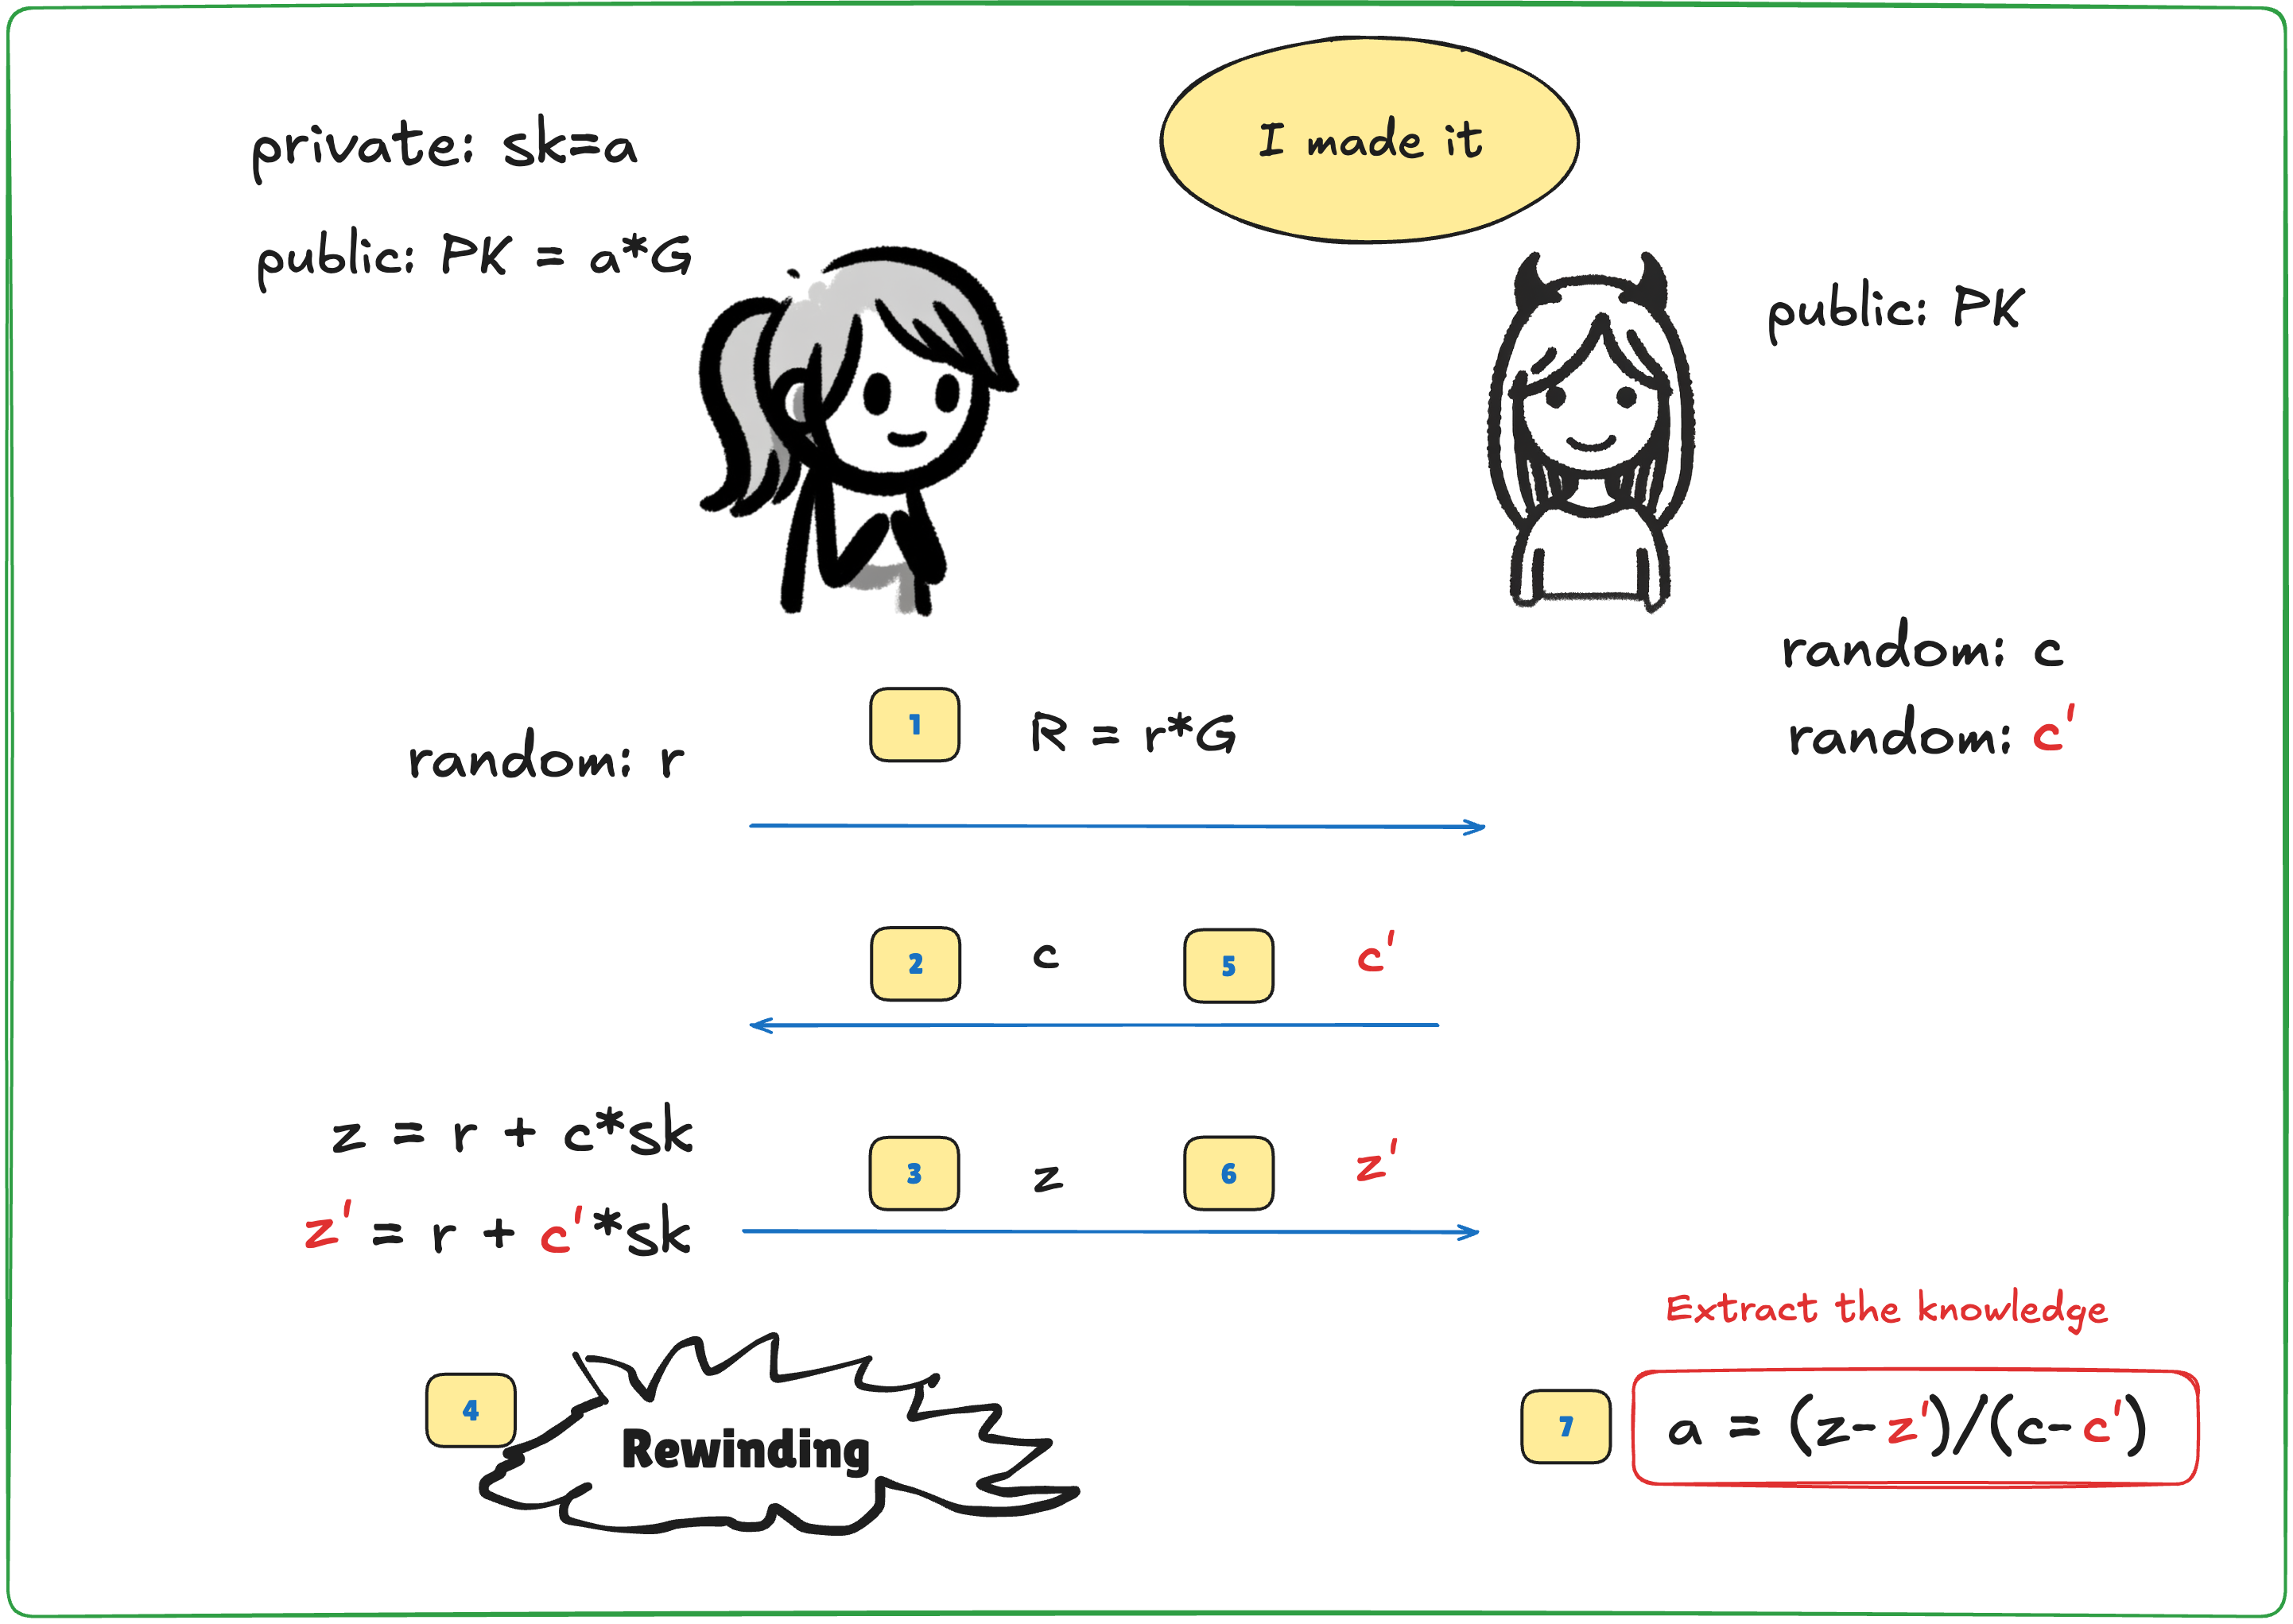 I made it
private: sk=a
public: PK = a*G
public: PK
random: c
random: c'
random: r
1 R = r*G
2 c 5 c'
z = r + c*sk
3 z 6 z'
z' = r + c'*sk
Extract the knowledge
4 Rewinding
7 a = (z-z')/(c-c')